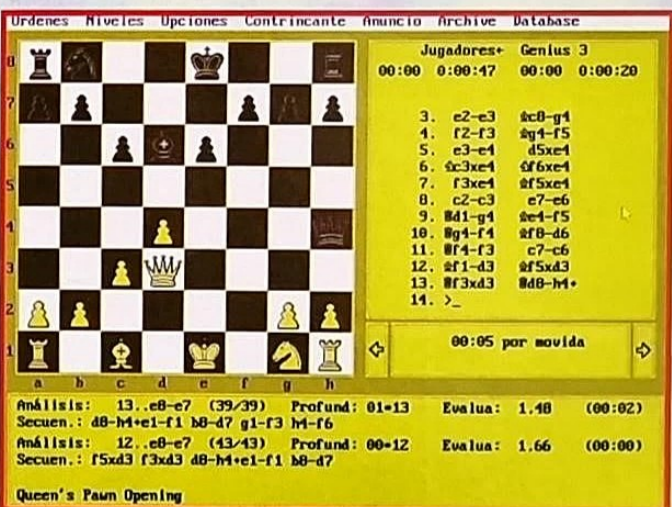 Ordenes Niveles Opciones Contrincante Anuncio Archive Database
Jugadores+ Genius 3
00:00 0:00:47 00:00 0:00:20
8
7
6
5
4
3
2
1
a b c d e f g h
3. e2-e3 ♝c8-g4
4. f2-f3 ♝g4-f5
5. e3-e4 d5xe4
6. ♞c3xe4 ♞f6xe4
7. f3xe4 ♝f5xe4
8. c2-c3 e7-e6
9. ♛d1-g4 ♝e4-f5
10. ♛g4-f4 ♝f8-d6
11. ♛f4-f3 c7-c6
12. ♝f1-d3 ♝f5xd3
13. ♛f3xd3 ♛d8-h4+
14. >_
00:05 por movida
Análisis: 13..e8-e7 (39/39) Profund: 01=13 Evalua: 1.48 (00:02)
Secuen.: d8-h4+e1-f1 b8-d7 g1-f3 h4-f6
Análisis: 12..e8-e7 (43/43) Profund: 00=12 Evalua: 1.66 (00:00)
Secuen.: f5xd3 f3xd3 d8-h4+e1-f1 b8-d7
Queen's Pawn Opening